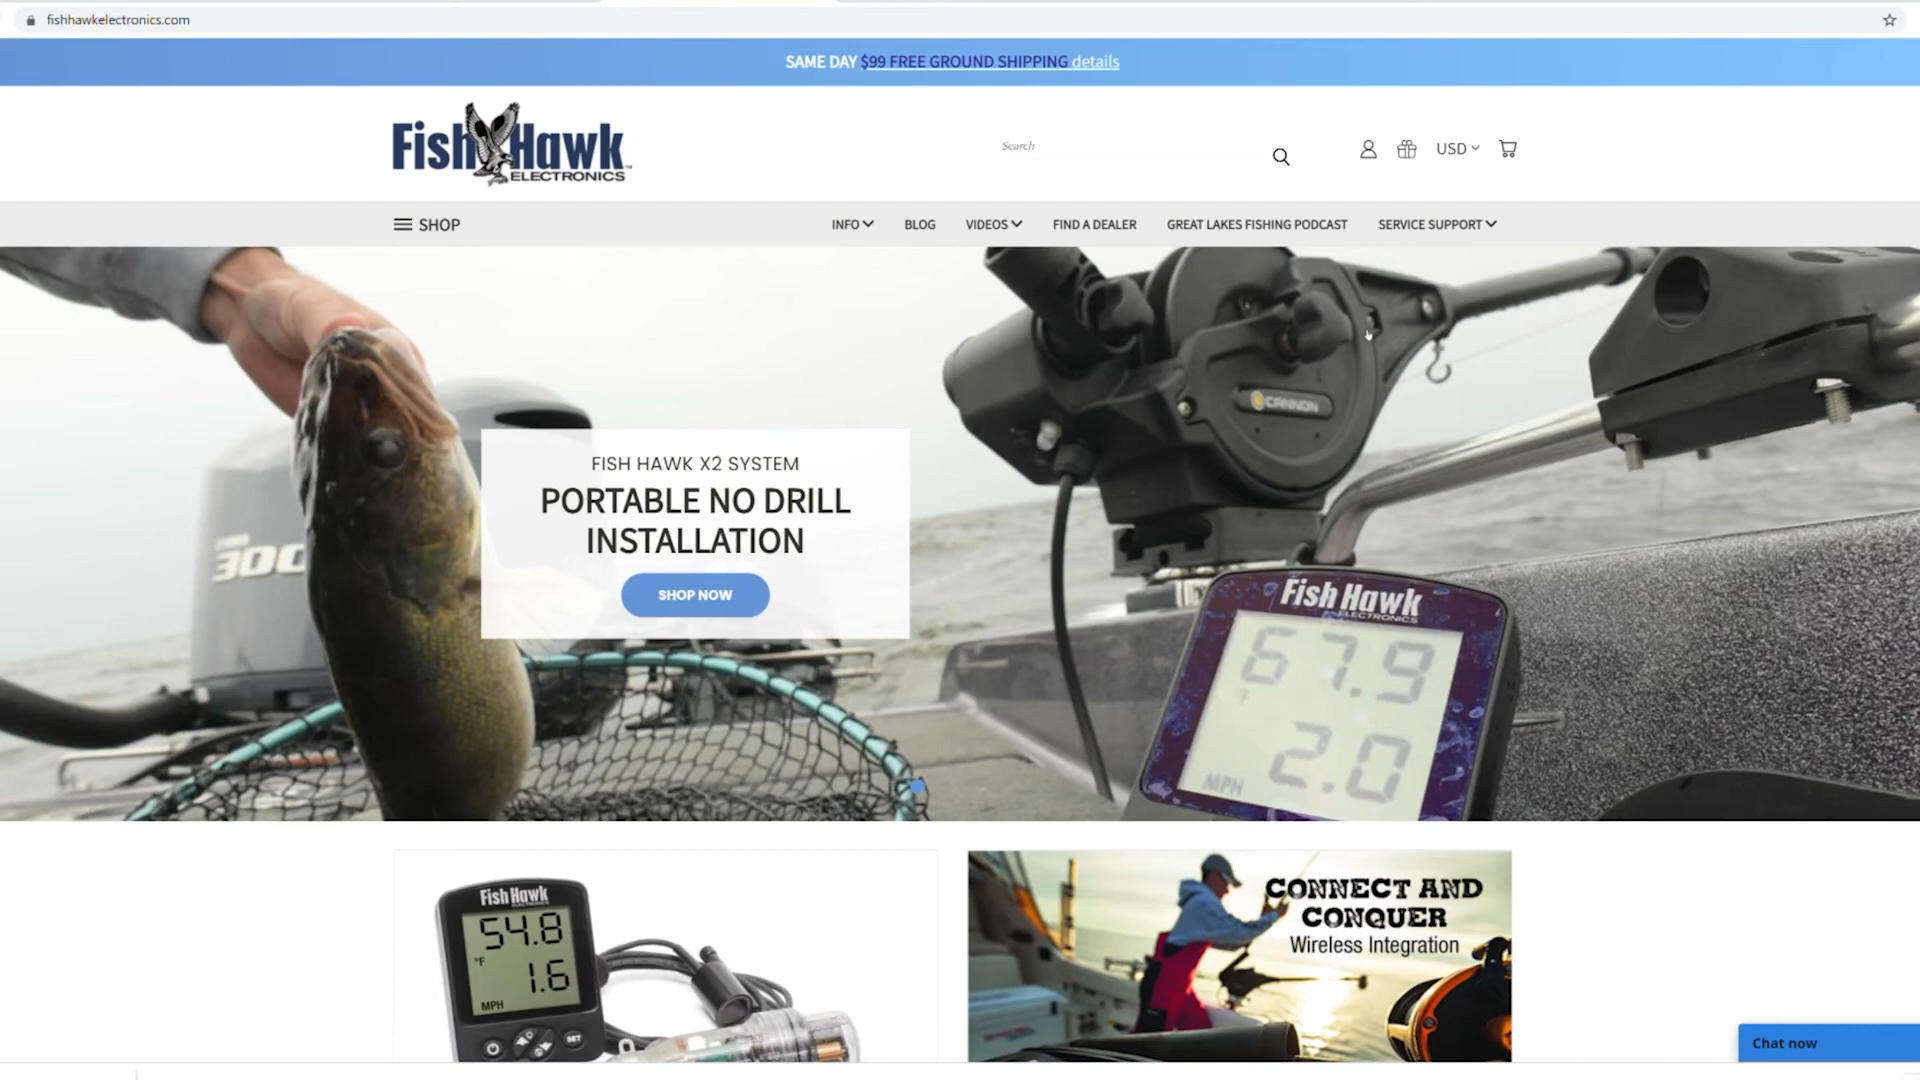 fishhawkelectronics.com
SAME DAY $99 FREE GROUND SHIPPING details
Fish Hawk
ELECTRONICS
Search
USD
SHOP
INFO
BLOG
VIDEOS
FIND A DEALER
GREAT LAKES FISHING PODCAST
SERVICE SUPPORT
CANNON
FISH HAWK X2 SYSTEM
PORTABLE NO DRILL
INSTALLATION
SHOP NOW
300
Fish Hawk
ELECTRONICS
67.9
F
2.0
MPH
Fish Hawk
ELECTRONICS
54.8
°F
1.6
MPH
SET
CONNECT AND
CONQUER
Wireless Integration
Chat now